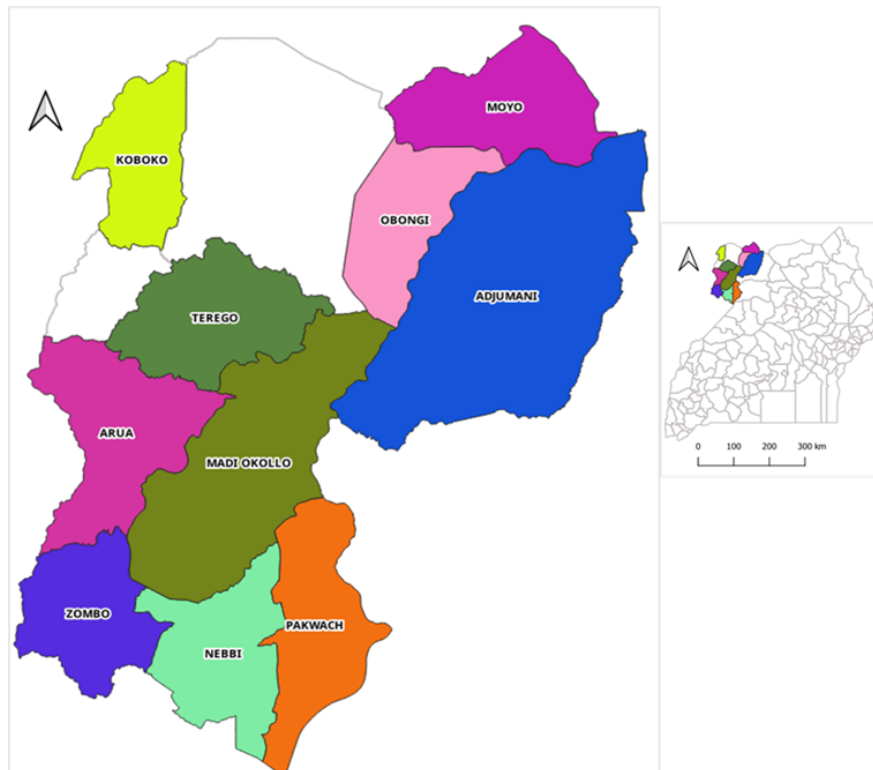 MOYO
KOBOKO
OBONGI
ADJUMANI
TEREGO
ARUA
MADI OKOLLO
ZOMBO
PAKWACH
NEBBI
0 100 200 300 km